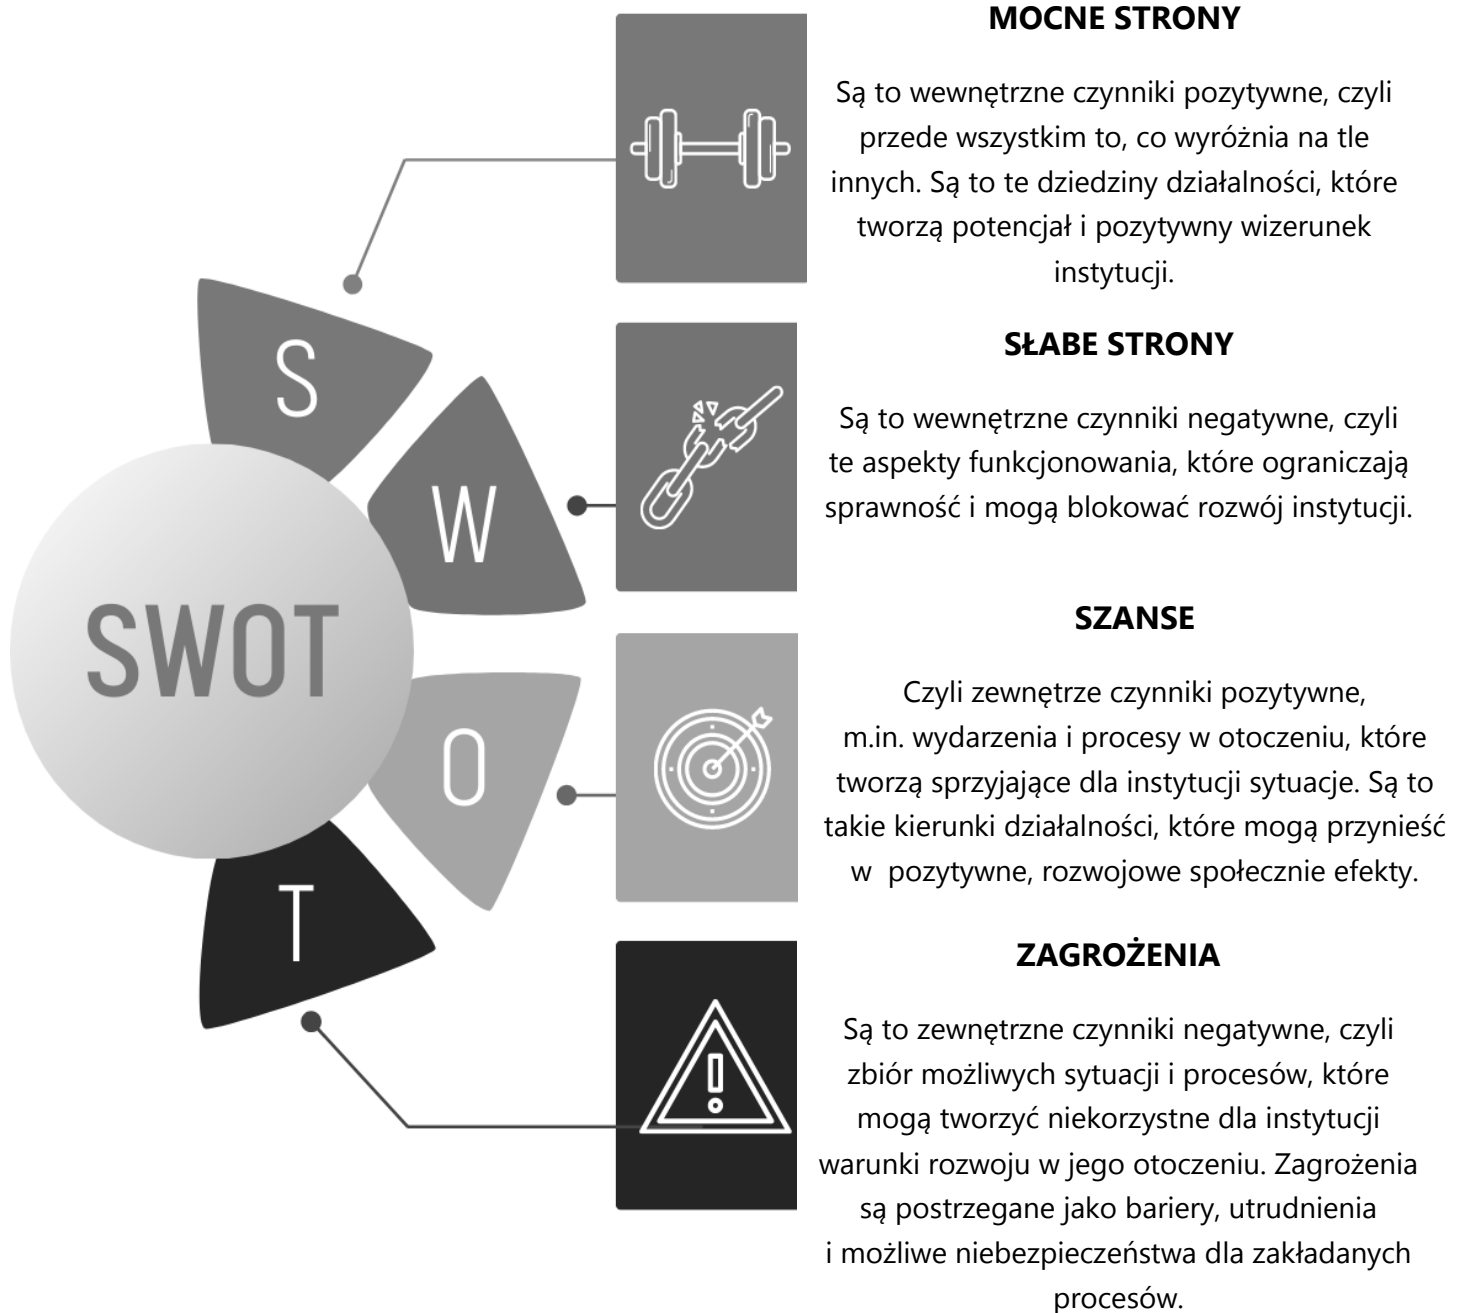 SWOT
S
W
O
T
MOCNE STRONY
Są to wewnętrzne czynniki pozytywne, czyli
przede wszystkim to, co wyróżnia na tle
innych. Są to te dziedziny działalności, które
tworzą potencjał i pozytywny wizerunek
instytucji.
SŁABE STRONY
Są to wewnętrzne czynniki negatywne, czyli
te aspekty funkcjonowania, które ograniczają
sprawność i mogą blokować rozwój instytucji.
SZANSE
Czyli zewnętrze czynniki pozytywne,
m.in. wydarzenia i procesy w otoczeniu, które
tworzą sprzyjające dla instytucji sytuacje. Są to
takie kierunki działalności, które mogą przynieść
w  pozytywne, rozwojowe społecznie efekty.
ZAGROŻENIA
Są to zewnętrzne czynniki negatywne, czyli
zbiór możliwych sytuacji i procesów, które
mogą tworzyć niekorzystne dla instytucji
warunki rozwoju w jego otoczeniu. Zagrożenia
są postrzegane jako bariery, utrudnienia
i możliwe niebezpieczeństwa dla zakładanych
procesów.